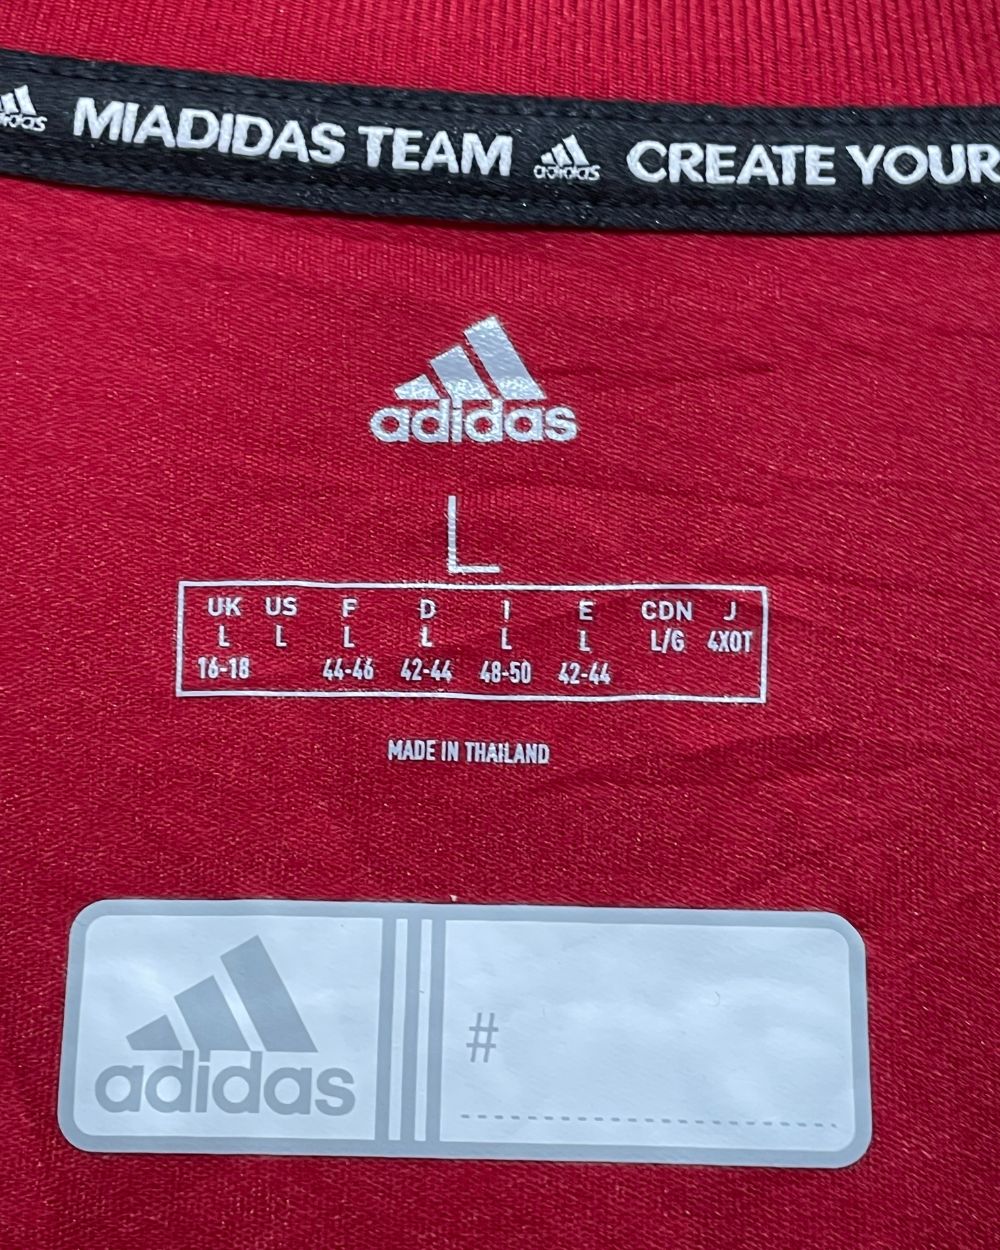 adidas MIADIDAS TEAM adidas CREATE YOUR
adidas
L
UK US F D I E CDN J
L L L L L L L/G 4XOT
16-18 44-46 42-44 48-50 42-44
MADE IN THAILAND
adidas
#